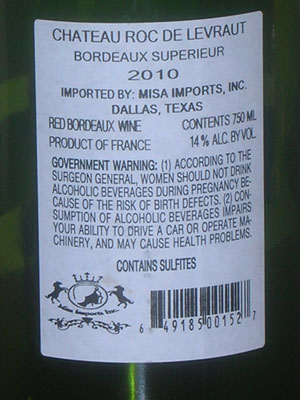 CHATEAU ROC DE LEVRAUT
BORDEAUX SUPERIEUR
2010
IMPORTED BY: MISA IMPORTS, INC.
DALLAS, TEXAS
RED BORDEAUX WINE CONTENTS 750 ML
PRODUCT OF FRANCE 14% ALC. BY VOL.
GOVERNMENT WARNING: (1) ACCORDING TO THE
SURGEON GENERAL, WOMEN SHOULD NOT DRINK
ALCOHOLIC BEVERAGES DURING PREGNANCY BE-
CAUSE OF THE RISK OF BIRTH DEFECTS. (2) CON-
SUMPTION OF ALCOHOLIC BEVERAGES IMPAIRS
YOUR ABILITY TO DRIVE A CAR OR OPERATE MA-
CHINERY, AND MAY CAUSE HEALTH PROBLEMS.
CONTAINS SULFITES
Misa Imports Inc.
6 49185 00152 7